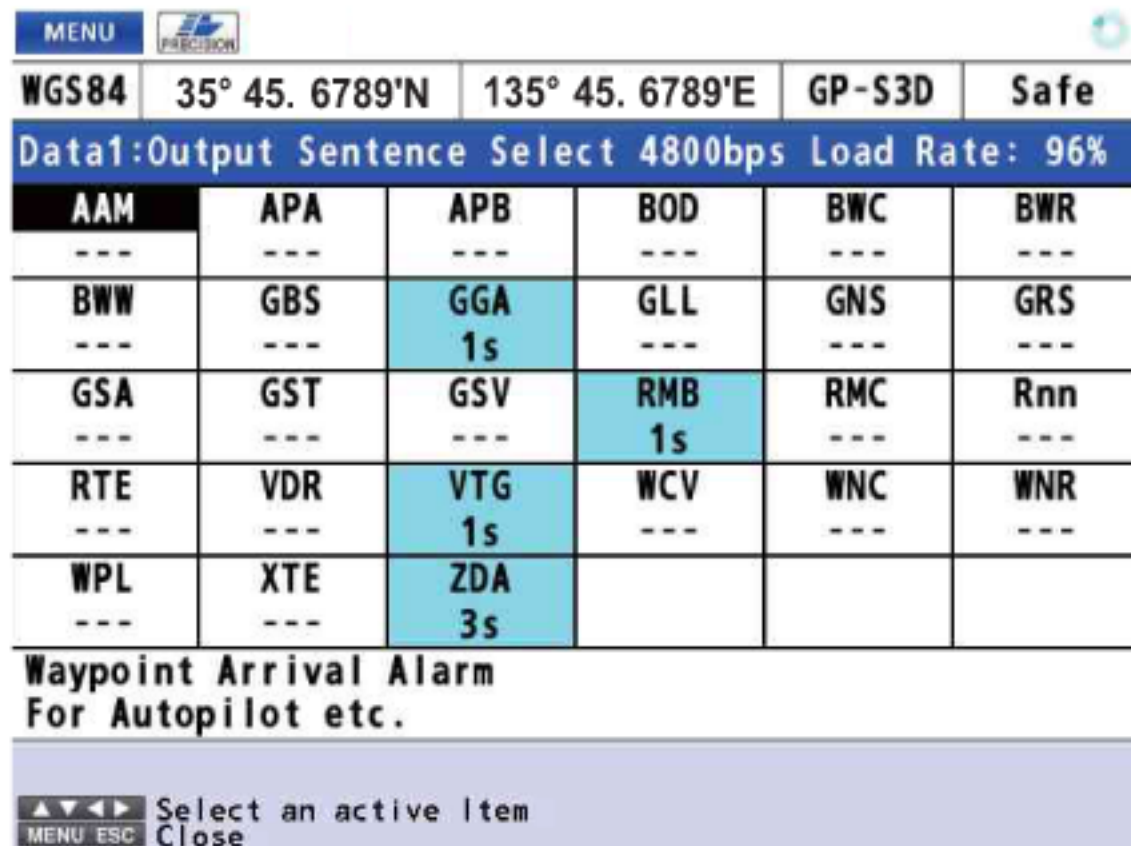 MENU PRECISION
WGS84 35° 45. 6789'N 135° 45. 6789'E GP-S3D Safe
Data1:Output Sentence Select 4800bps Load Rate: 96%
AAM APA APB BOD BWC BWR
--- --- --- --- --- ---
BWW GBS GGA GLL GNS GRS
--- --- 1s --- --- ---
GSA GST GSV RMB RMC Rnn
--- --- --- 1s --- ---
RTE VDR VTG WCV WNC WNR
--- --- 1s --- --- ---
WPL XTE ZDA
--- --- 3s
Waypoint Arrival Alarm
For Autopilot etc.
▲▼◀▶ Select an active Item
MENU ESC Close